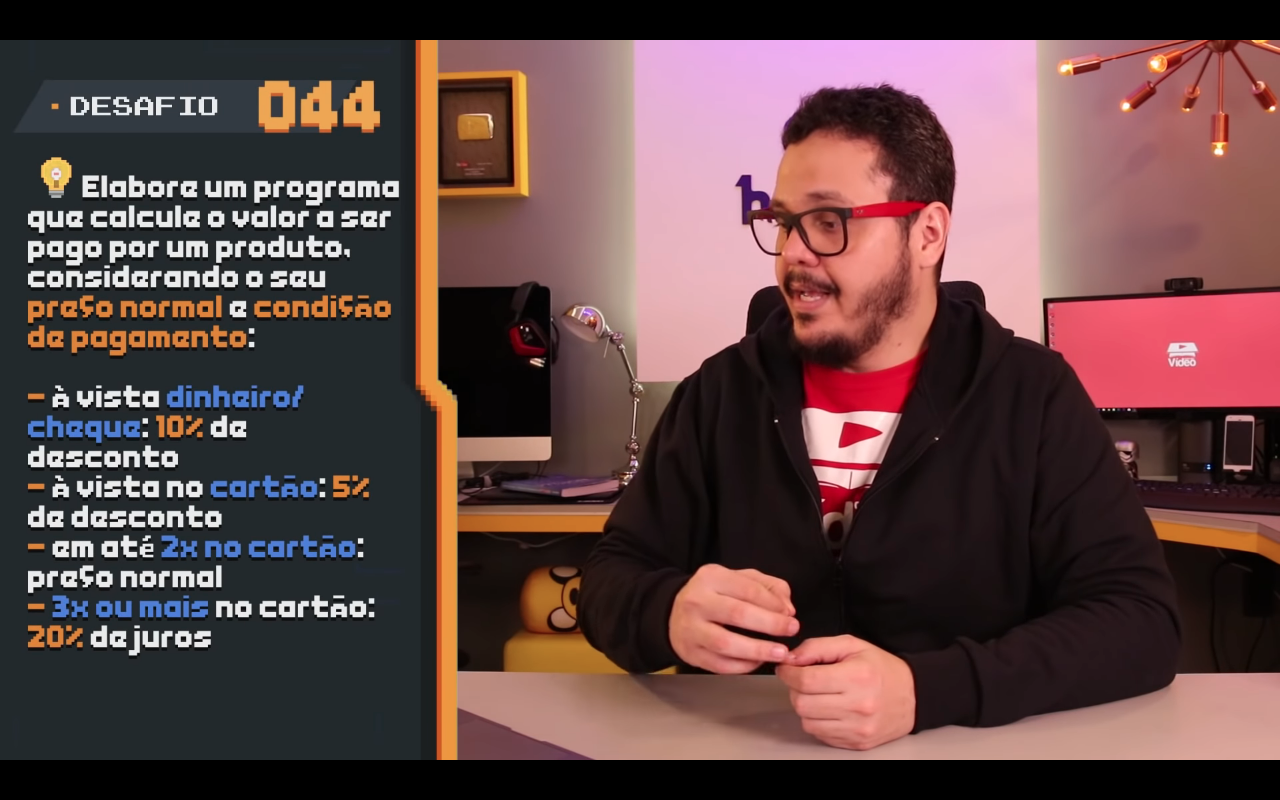 · DESAFIO 044
Elabore um programa
que calcule o valor a ser
pago por um produto,
considerando o seu
preço normal e condição
de pagamento:
- à vista dinheiro/
cheque: 10% de
desconto
- à vista no cartão: 5%
de desconto
- em até 2x no cartão:
preço normal
- 3x ou mais no cartão:
20% de juros
Vídeo